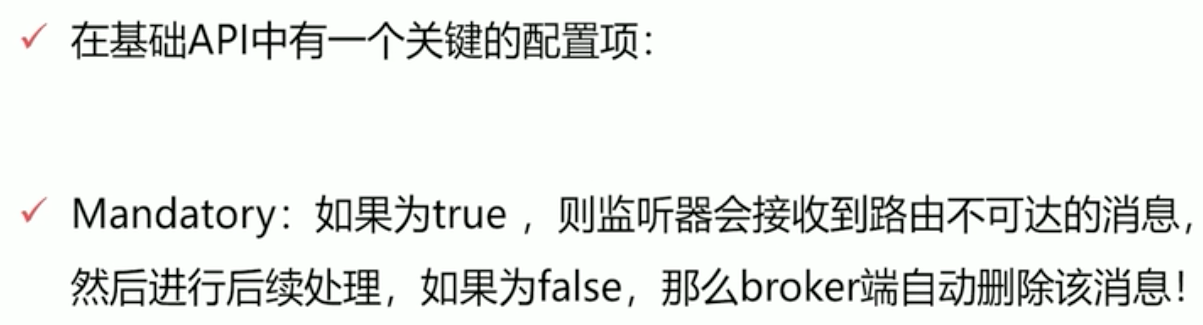 ✓ 在基础API中有一个关键的配置项：
✓ Mandatory：如果为true ，则监听器会接收到路由不可达的消息，
然后进行后续处理，如果为false，那么broker端自动删除该消息！